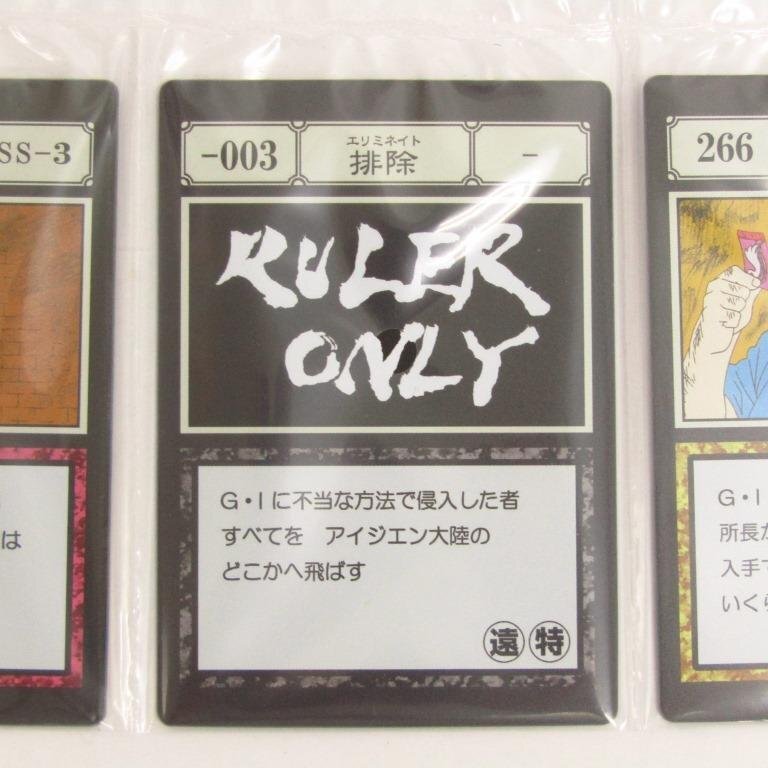 SS-3
は
-003
エリミネイト
排除
-
RULER
ONLY
G・Iに不当な方法で侵入した者
すべてを　アイジエン大陸の
どこかへ飛ばす
遠 特
266
G・I
所長
入手
いくら